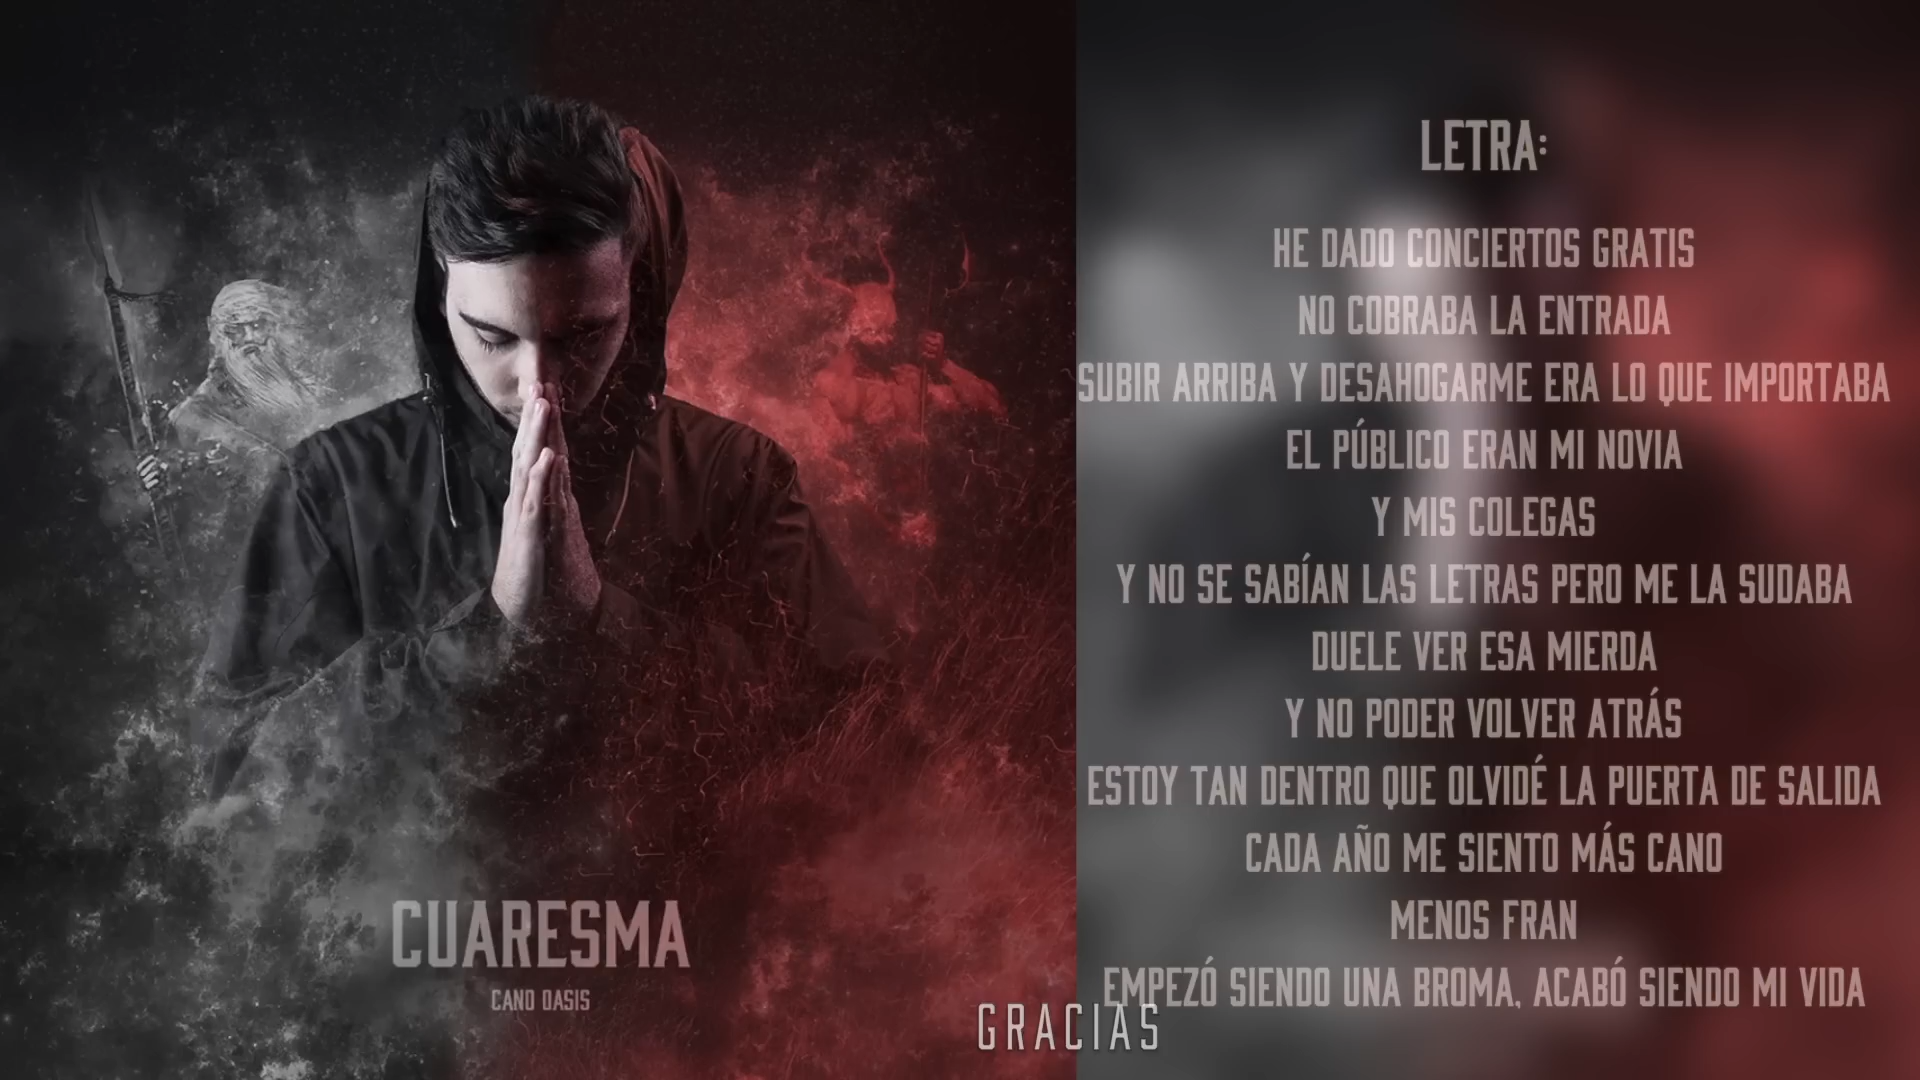 CUARESMA
CANO OASIS
LETRA:
HE DADO CONCIERTOS GRATIS
NO COBRABA LA ENTRADA
SUBIR ARRIBA Y DESAHOGARME ERA LO QUE IMPORTABA
EL PÚBLICO ERAN MI NOVIA
Y MIS COLEGAS
Y NO SE SABÍAN LAS LETRAS PERO ME LA SUDABA
DUELE VER ESA MIERDA
Y NO PODER VOLVER ATRÁS
ESTOY TAN DENTRO QUE OLVIDÉ LA PUERTA DE SALIDA
CADA AÑO ME SIENTO MÁS CANO
MENOS FRAN
EMPEZÓ SIENDO UNA BROMA, ACABÓ SIENDO MI VIDA
GRACIAS